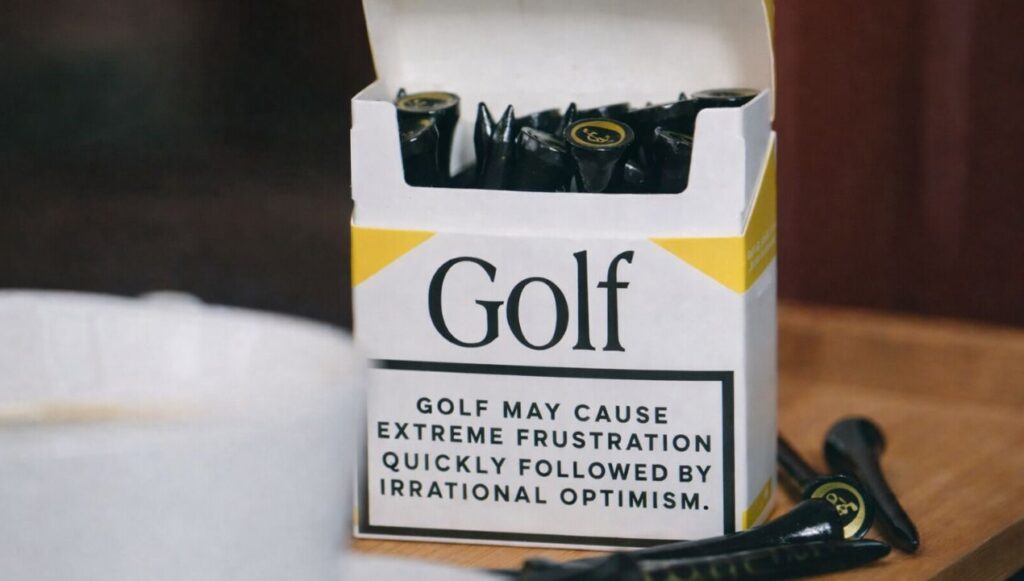 Golf
GOLF MAY CAUSE
EXTREME FRUSTRATION
QUICKLY FOLLOWED BY
IRRATIONAL OPTIMISM.